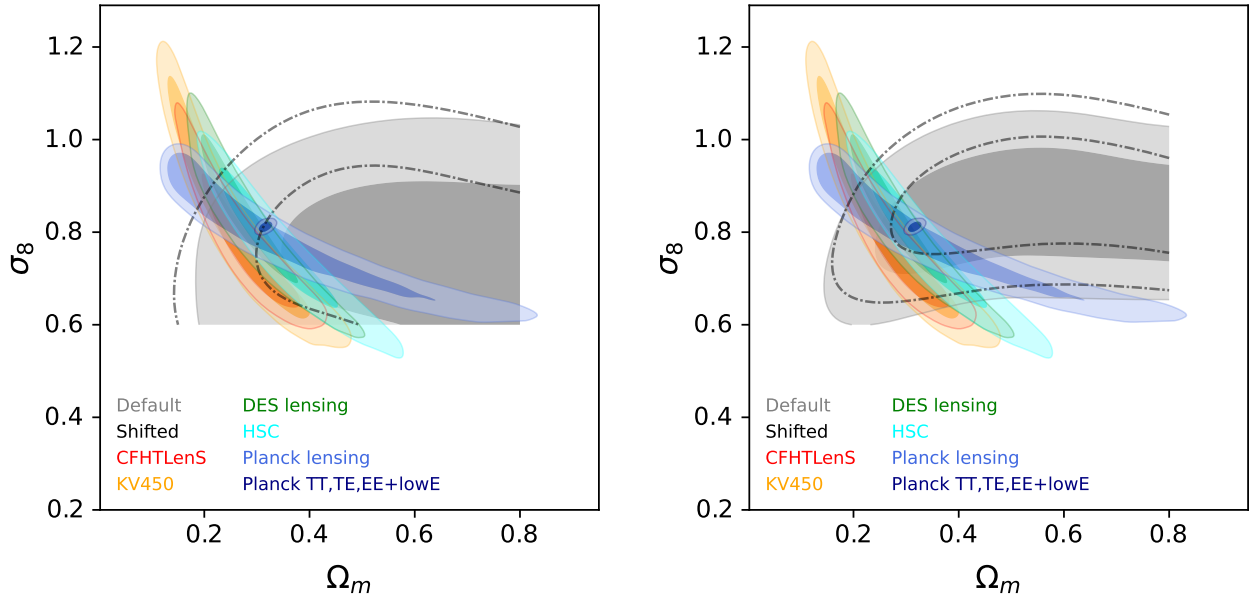 1.2
1.0
0.8
0.6
0.4
0.2
σ8
Default
Shifted
CFHTLenS
KV450
DES lensing
HSC
Planck lensing
Planck TT,TE,EE+lowE
0.2 0.4 0.6 0.8
Ωm
1.2
1.0
0.8
0.6
0.4
0.2
σ8
Default
Shifted
CFHTLenS
KV450
DES lensing
HSC
Planck lensing
Planck TT,TE,EE+lowE
0.2 0.4 0.6 0.8
Ωm